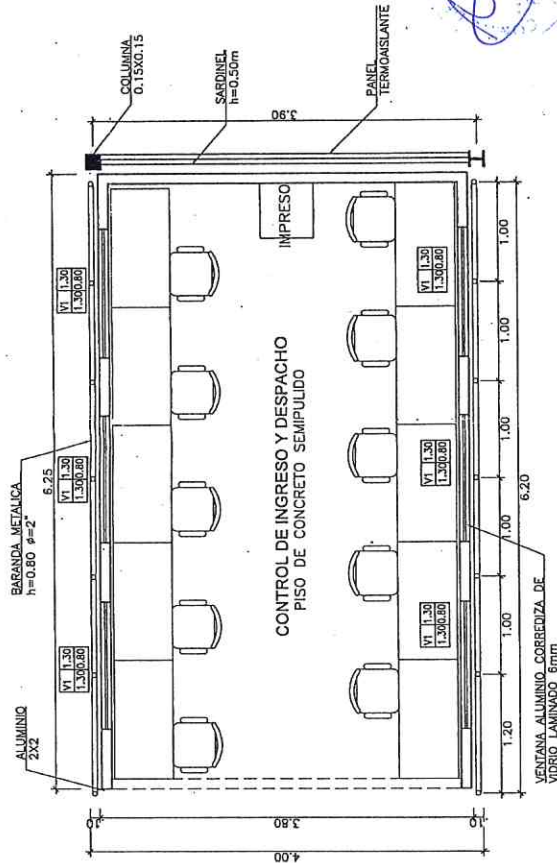 ALUMINIO
2X2
BARANDA METALICA
h=0.80 ø=2"
6.25
COLUMNA
0.15X0.15
SARDINEL
h=0.50m
PANEL
TERMOAISLANTE
V1 1.30
1.30 0.80
V1 1.30
1.30 0.80
V1 1.30
1.30 0.80
IMPRESO
CONTROL DE INGRESO Y DESPACHO
PISO DE CONCRETO SEMIPULIDO
V1 1.30
1.30 0.80
V1 1.30
1.30 0.80
V1 1.30
1.30 0.80
3.90
.10
3.80
.10
4.00
1.20
1.00
1.00
1.00
1.00
1.00
6.20
VENTANA ALUMINIO CORREDIZA DE
VIDRIO LAMINADO 6mm